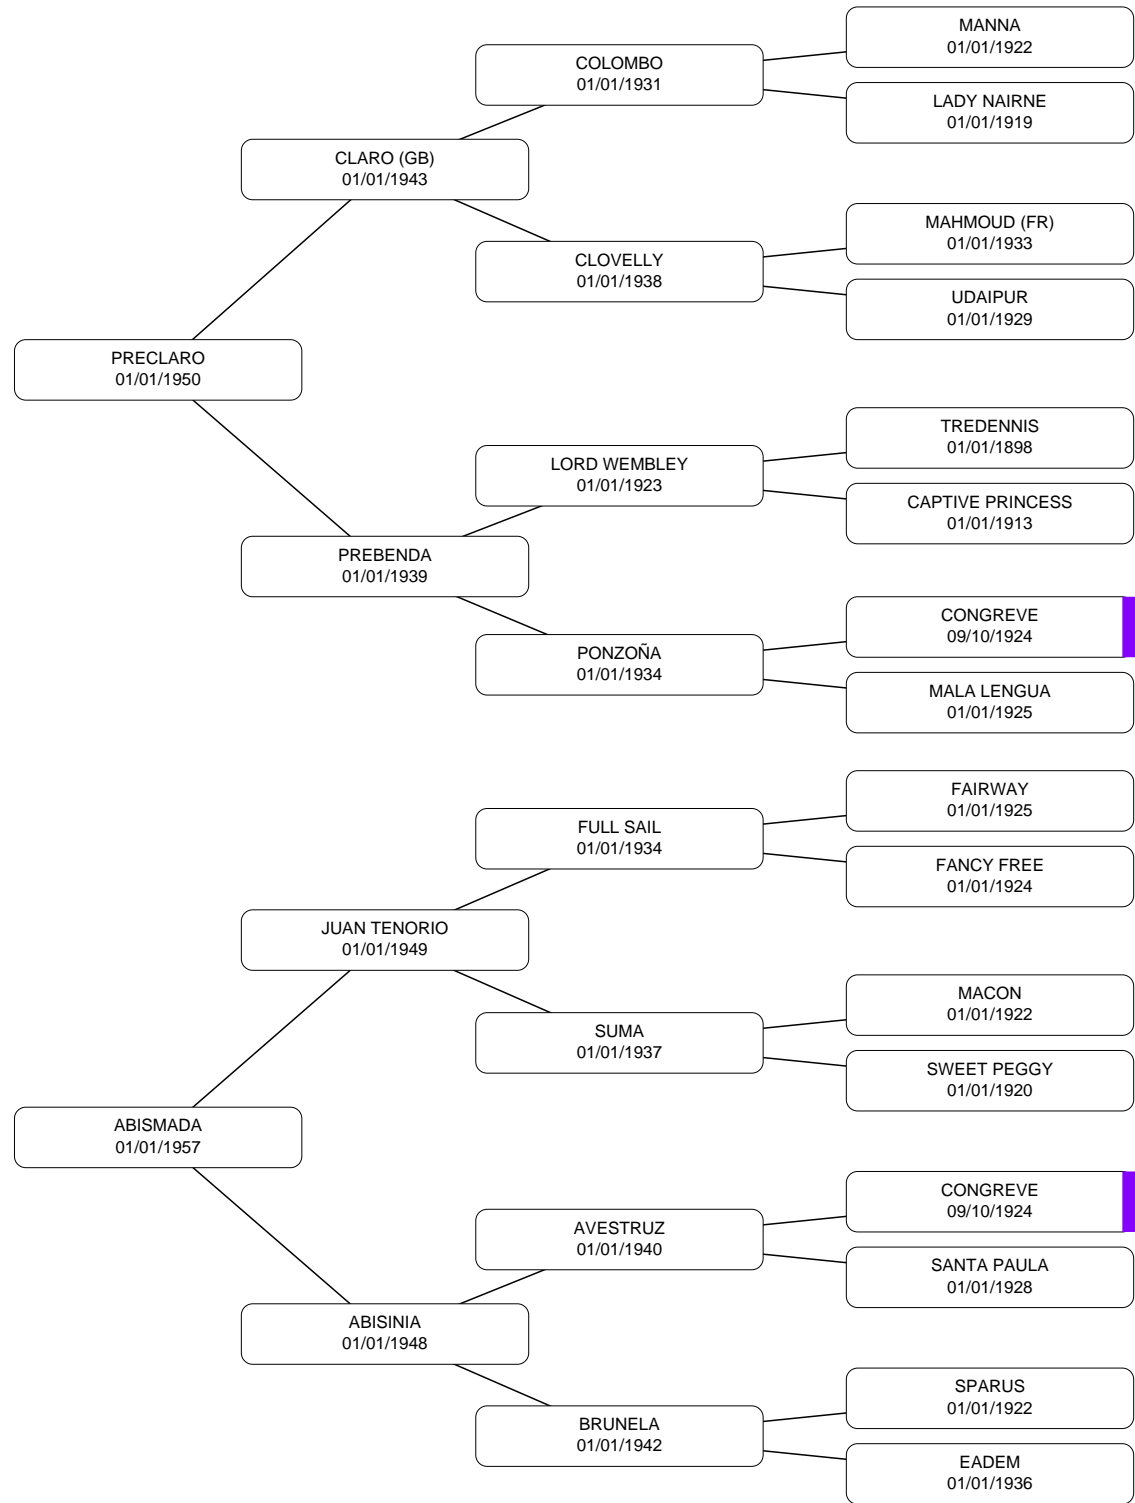 MANNA
01/01/1922
COLOMBO
01/01/1931
LADY NAIRNE
01/01/1919
CLARO (GB)
01/01/1943
MAHMOUD (FR)
01/01/1933
CLOVELLY
01/01/1938
UDAIPUR
01/01/1929
PRECLARO
01/01/1950
TREDENNIS
01/01/1898
LORD WEMBLEY
01/01/1923
CAPTIVE PRINCESS
01/01/1913
PREBENDA
01/01/1939
CONGREVE
09/10/1924
PONZOÑA
01/01/1934
MALA LENGUA
01/01/1925
FAIRWAY
01/01/1925
FULL SAIL
01/01/1934
FANCY FREE
01/01/1924
JUAN TENORIO
01/01/1949
MACON
01/01/1922
SUMA
01/01/1937
SWEET PEGGY
01/01/1920
ABISMADA
01/01/1957
CONGREVE
09/10/1924
AVESTRUZ
01/01/1940
SANTA PAULA
01/01/1928
ABISINIA
01/01/1948
SPARUS
01/01/1922
BRUNELA
01/01/1942
EADEM
01/01/1936